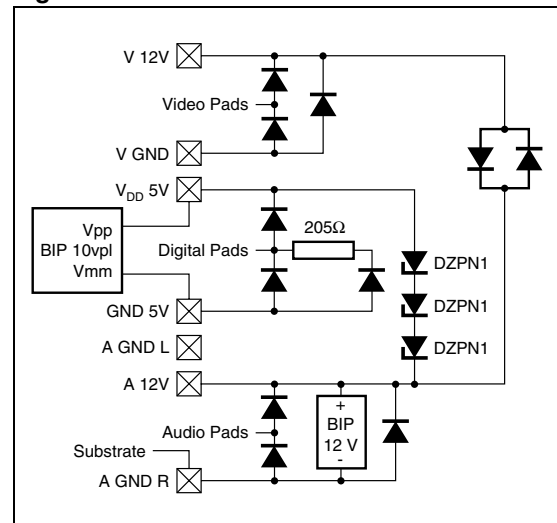 V 12V
Video Pads
V GND
VDD 5V
205Ω
Vpp
BIP 10vpl
Vmm
Digital Pads
DZPN1
DZPN1
GND 5V
A GND L
DZPN1
A 12V
+
BIP
12 V
-
Audio Pads
Substrate
A GND R